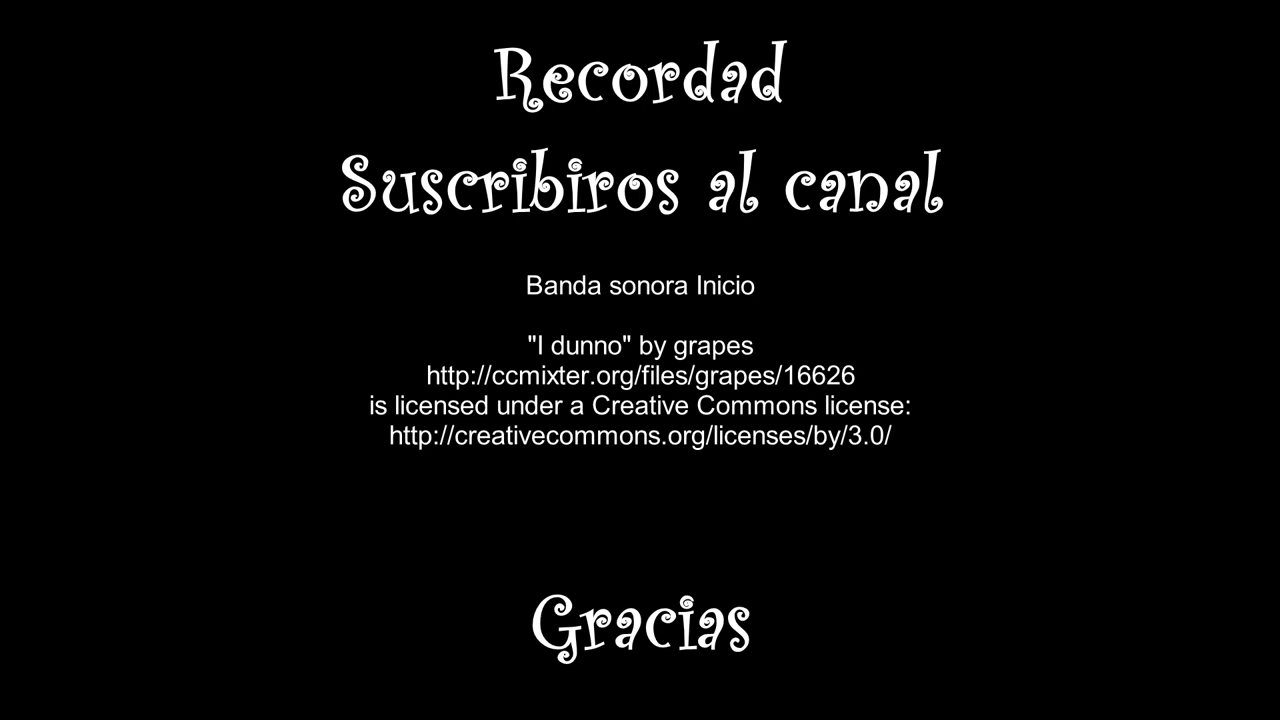 Recordad
Suscribiros al canal
Banda sonora Inicio
"I dunno" by grapes
http://ccmixter.org/files/grapes/16626
is licensed under a Creative Commons license:
http://creativecommons.org/licenses/by/3.0/
Gracias